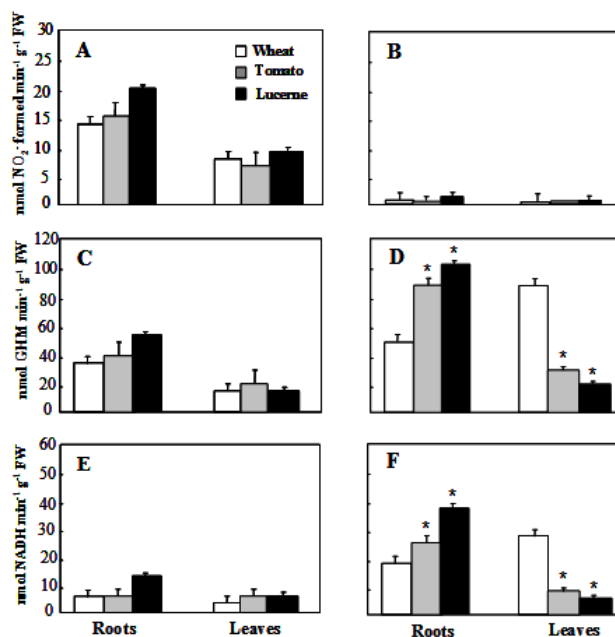 nmol NO₂- formed min⁻¹ g⁻¹ FW
30
25
20
15
10
5
0
A
Wheat
Tomato
Lucerne
B
nmol GHM min⁻¹ g⁻¹ FW
120
100
80
60
40
20
0
C
D
* *
* *
nmol NADH min⁻¹ g⁻¹ FW
60
50
40
30
20
10
0
E
F
* *
* *
Roots Leaves Roots Leaves